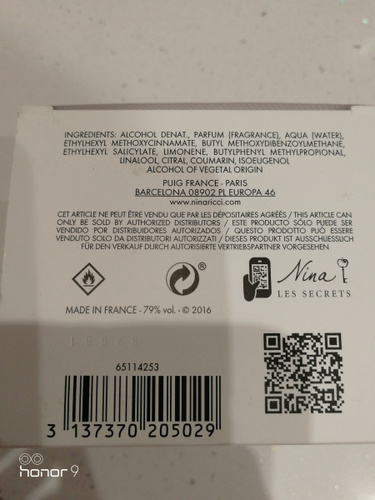 INGREDIENTS: ALCOHOL DENAT., PARFUM (FRAGRANCE), AQUA (WATER),
ETHYLHEXYL METHOXYCINNAMATE, BUTYL METHOXYDIBENZOYLMETHANE,
ETHYLHEXYL SALICYLATE, LIMONENE, BUTYLPHENYL METHYLPROPIONAL,
LINALOOL, CITRAL, COUMARIN, ISOEUGENOL
ALCOHOL OF VEGETAL ORIGIN
PUIG FRANCE - PARIS
BARCELONA 08902 PL EUROPA 46
www.ninaricci.com
CET ARTICLE NE PEUT ÊTRE VENDU QUE PAR LES DÉPOSITAIRES AGRÉÉS / THIS ARTICLE CAN
ONLY BE SOLD BY AUTHORIZED DISTRIBUTORS / ESTE PRODUCTO SÓLO PUEDE SER
VENDIDO POR DISTRIBUIDORES AUTORIZADOS / QUESTO PRODOTTO PUÒ ESSERE
VENDUTO SOLO DA DISTRIBUTORI AUTORIZZATI / DIESES PRODUKT IST AUSSCHLIESSLICH
FÜR DEN VERKAUF DURCH AUTORISIERTE VERTRIEBSPARTNER VORGESEHEN
®
Nina
LES SECRETS
MADE IN FRANCE - 79% vol. - © 2016
65114253
3 137370 205029
honor 9